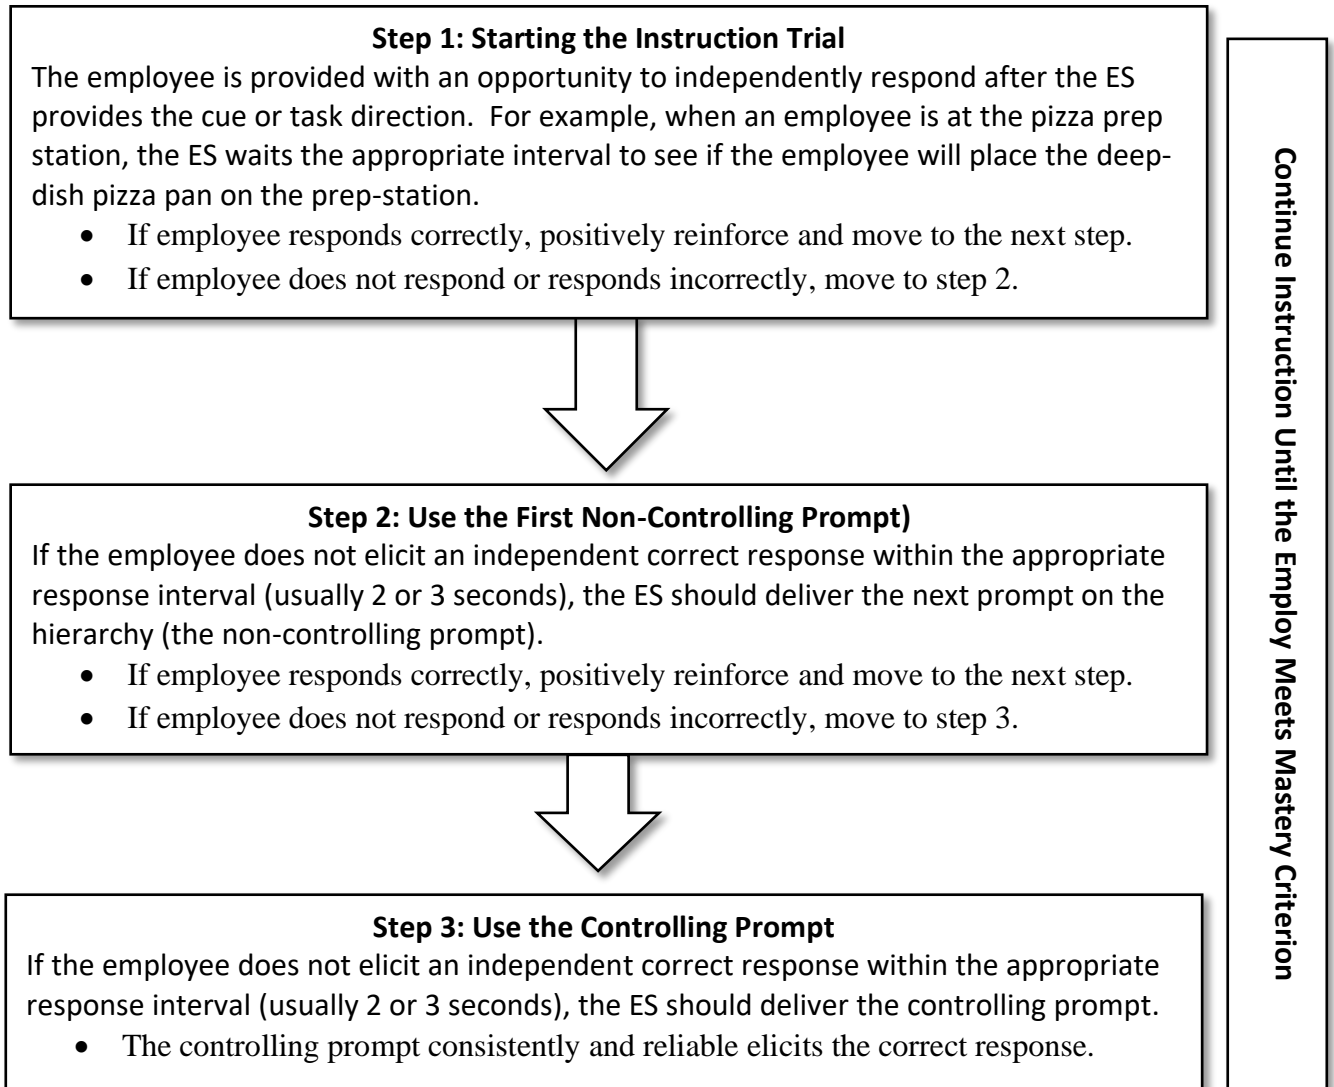 Step 1: Starting the Instruction Trial
The employee is provided with an opportunity to independently respond after the ES
provides the cue or task direction.  For example, when an employee is at the pizza prep
station, the ES waits the appropriate interval to see if the employee will place the deep-
dish pizza pan on the prep-station.
• If employee responds correctly, positively reinforce and move to the next step.
• If employee does not respond or responds incorrectly, move to step 2.
Step 2: Use the First Non-Controlling Prompt)
If the employee does not elicit an independent correct response within the appropriate
response interval (usually 2 or 3 seconds), the ES should deliver the next prompt on the
hierarchy (the non-controlling prompt).
• If employee responds correctly, positively reinforce and move to the next step.
• If employee does not respond or responds incorrectly, move to step 3.
Step 3: Use the Controlling Prompt
If the employee does not elicit an independent correct response within the appropriate
response interval (usually 2 or 3 seconds), the ES should deliver the controlling prompt.
• The controlling prompt consistently and reliable elicits the correct response.
Continue Instruction Until the Employ Meets Mastery Criterion